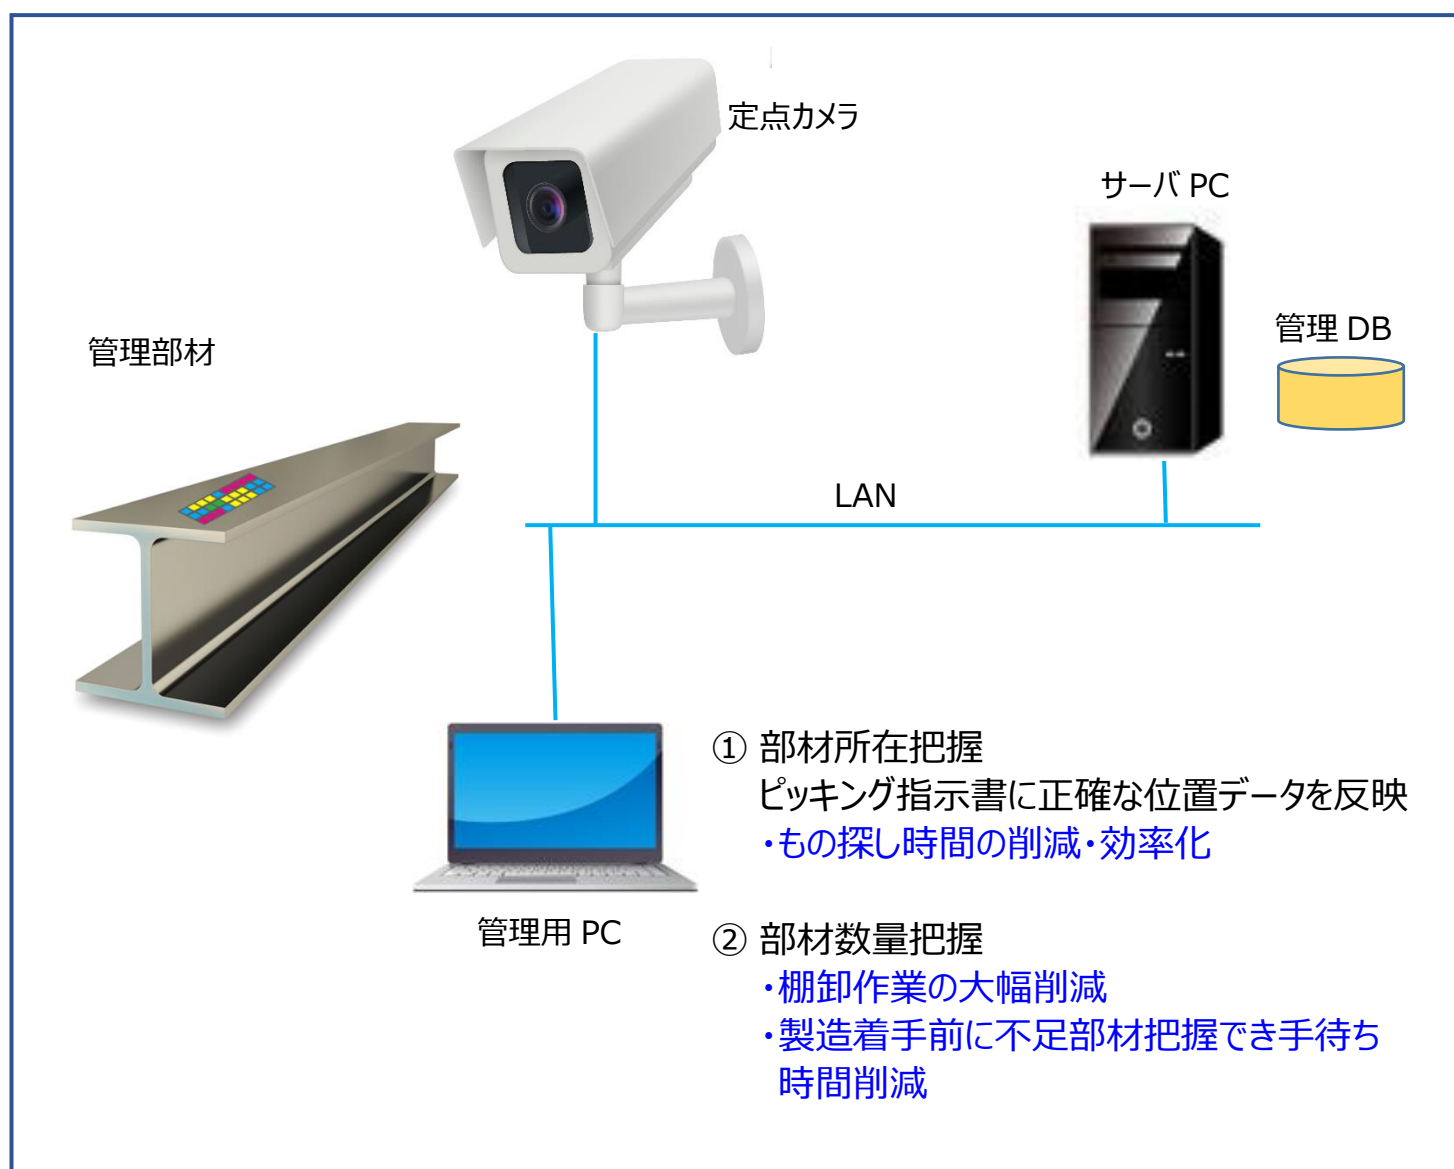 定点カメラ
サーバ PC
管理 DB
管理部材
LAN
管理用 PC
① 部材所在把握
ピッキング指示書に正確な位置データを反映
・もの探し時間の削減・効率化
② 部材数量把握
・棚卸作業の大幅削減
・製造着手前に不足部材把握でき手待ち
時間削減